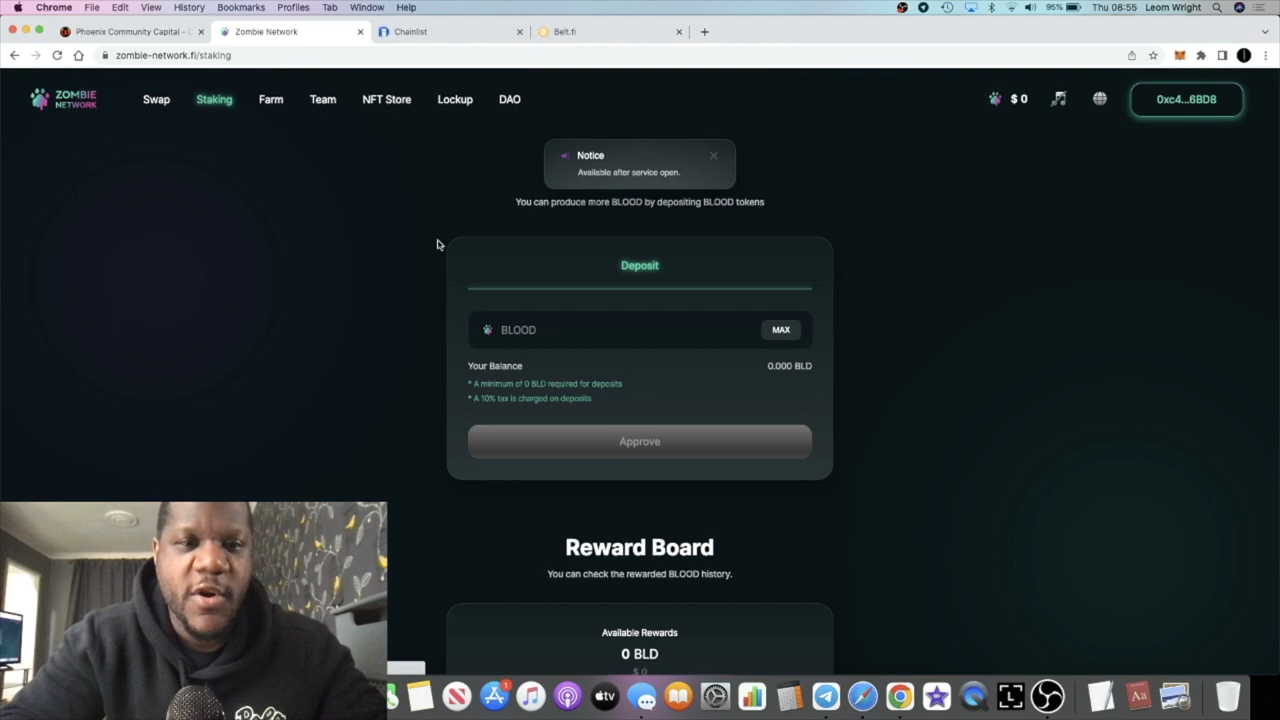 Chrome File Edit View History Bookmarks Profiles Tab Window Help
95% Thu 08:55 Leom Wright
Phoenix Community Capital -
Zombie Network
Chainlist
Belt.fi
zombie-network.fi/staking
ZOMBIE
NETWORK
Swap Staking Farm Team NFT Store Lockup DAO
$ 0
0xc4...6BD8
Notice
Available after service open.
You can produce more BLOOD by depositing BLOOD tokens
Deposit
BLOOD
MAX
Your Balance 0.000 BLD
* A minimum of 0 BLD required for deposits
* A 10% tax is charged on deposits
Approve
Reward Board
You can check the rewarded BLOOD history.
Available Rewards
0 BLD
$ 0
1
tv